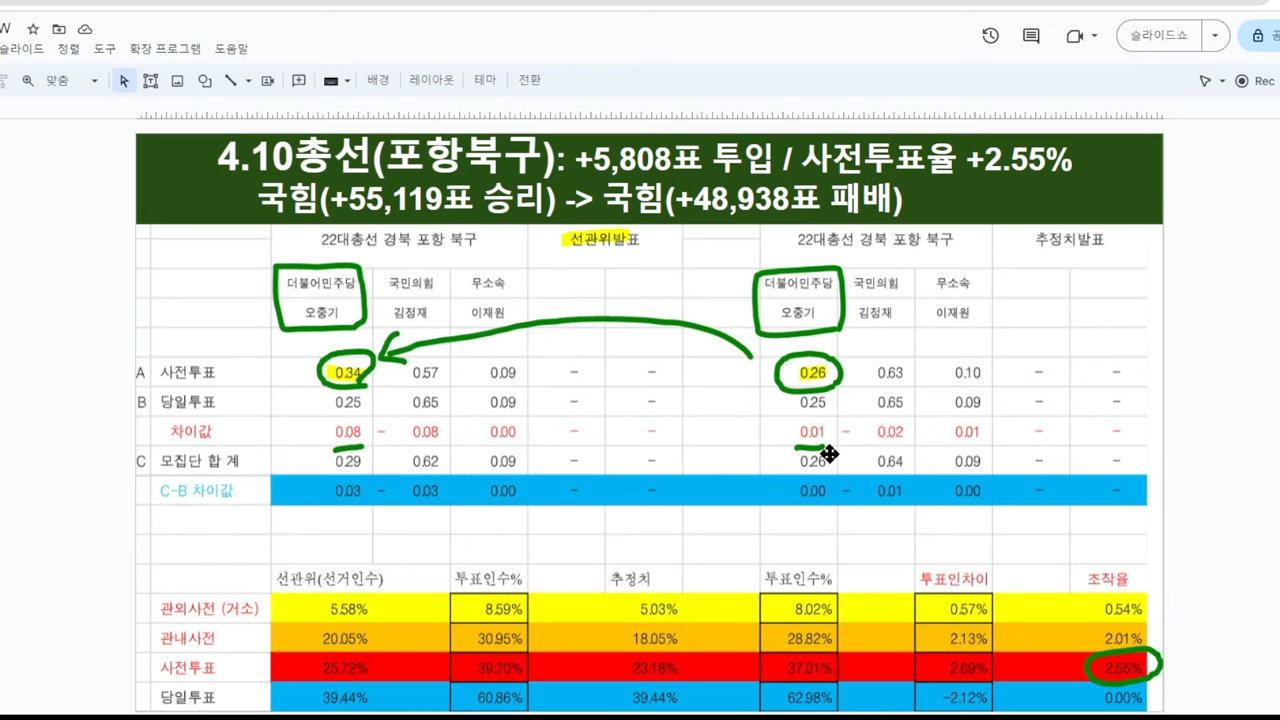 W
슬라이드 정렬 도구 확장 프로그램 도움말
슬라이드쇼
맞춤 배경 레이아웃 테마 전환 Rec
4.10총선(포항북구): +5,808표 투입 / 사전투표율 +2.55%
국힘(+55,119표 승리) -> 국힘(+48,938표 패배)
22대총선 경북 포항 북구 선관위발표 22대총선 경북 포항 북구 추정치발표
더불어민주당 국민의힘 무소속 더불어민주당 국민의힘 무소속
오중기 김정재 이재원 오중기 김정재 이재원
A 사전투표 0.34 0.57 0.09 – – 0.26 0.63 0.10 – –
B 당일투표 0.25 0.65 0.09 – – 0.25 0.65 0.09 – –
차이값 0.08 – 0.08 0.00 – – 0.01 – 0.02 0.01 – –
C 모집단 합 계 0.29 0.62 0.09 – – 0.26 0.64 0.09 – –
C-B 차이값 0.03 – 0.03 0.00 – – 0.00 – 0.01 0.00 – –
선관위(선거인수) 투표인수% 추정치 투표인수% 투표인차이 조작율
관외사전 (거소) 5.58% 8.59% 5.03% 8.02% 0.57% 0.54%
관내사전 20.05% 30.95% 18.05% 28.82% 2.13% 2.01%
사전투표 25.72% 39.70% 23.18% 37.01% 2.69% 2.55%
당일투표 39.44% 60.86% 39.44% 62.98% -2.12% 0.00%